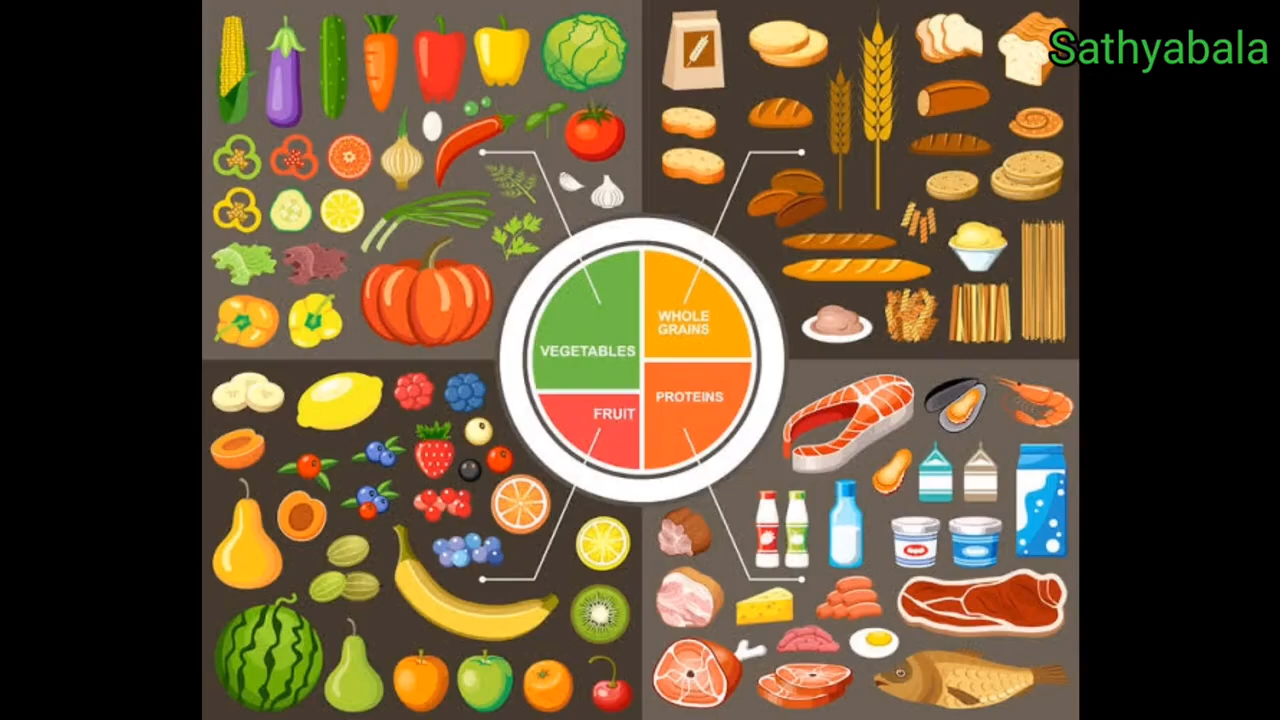 Sathyabala
VEGETABLES
WHOLE
GRAINS
FRUIT
PROTEINS